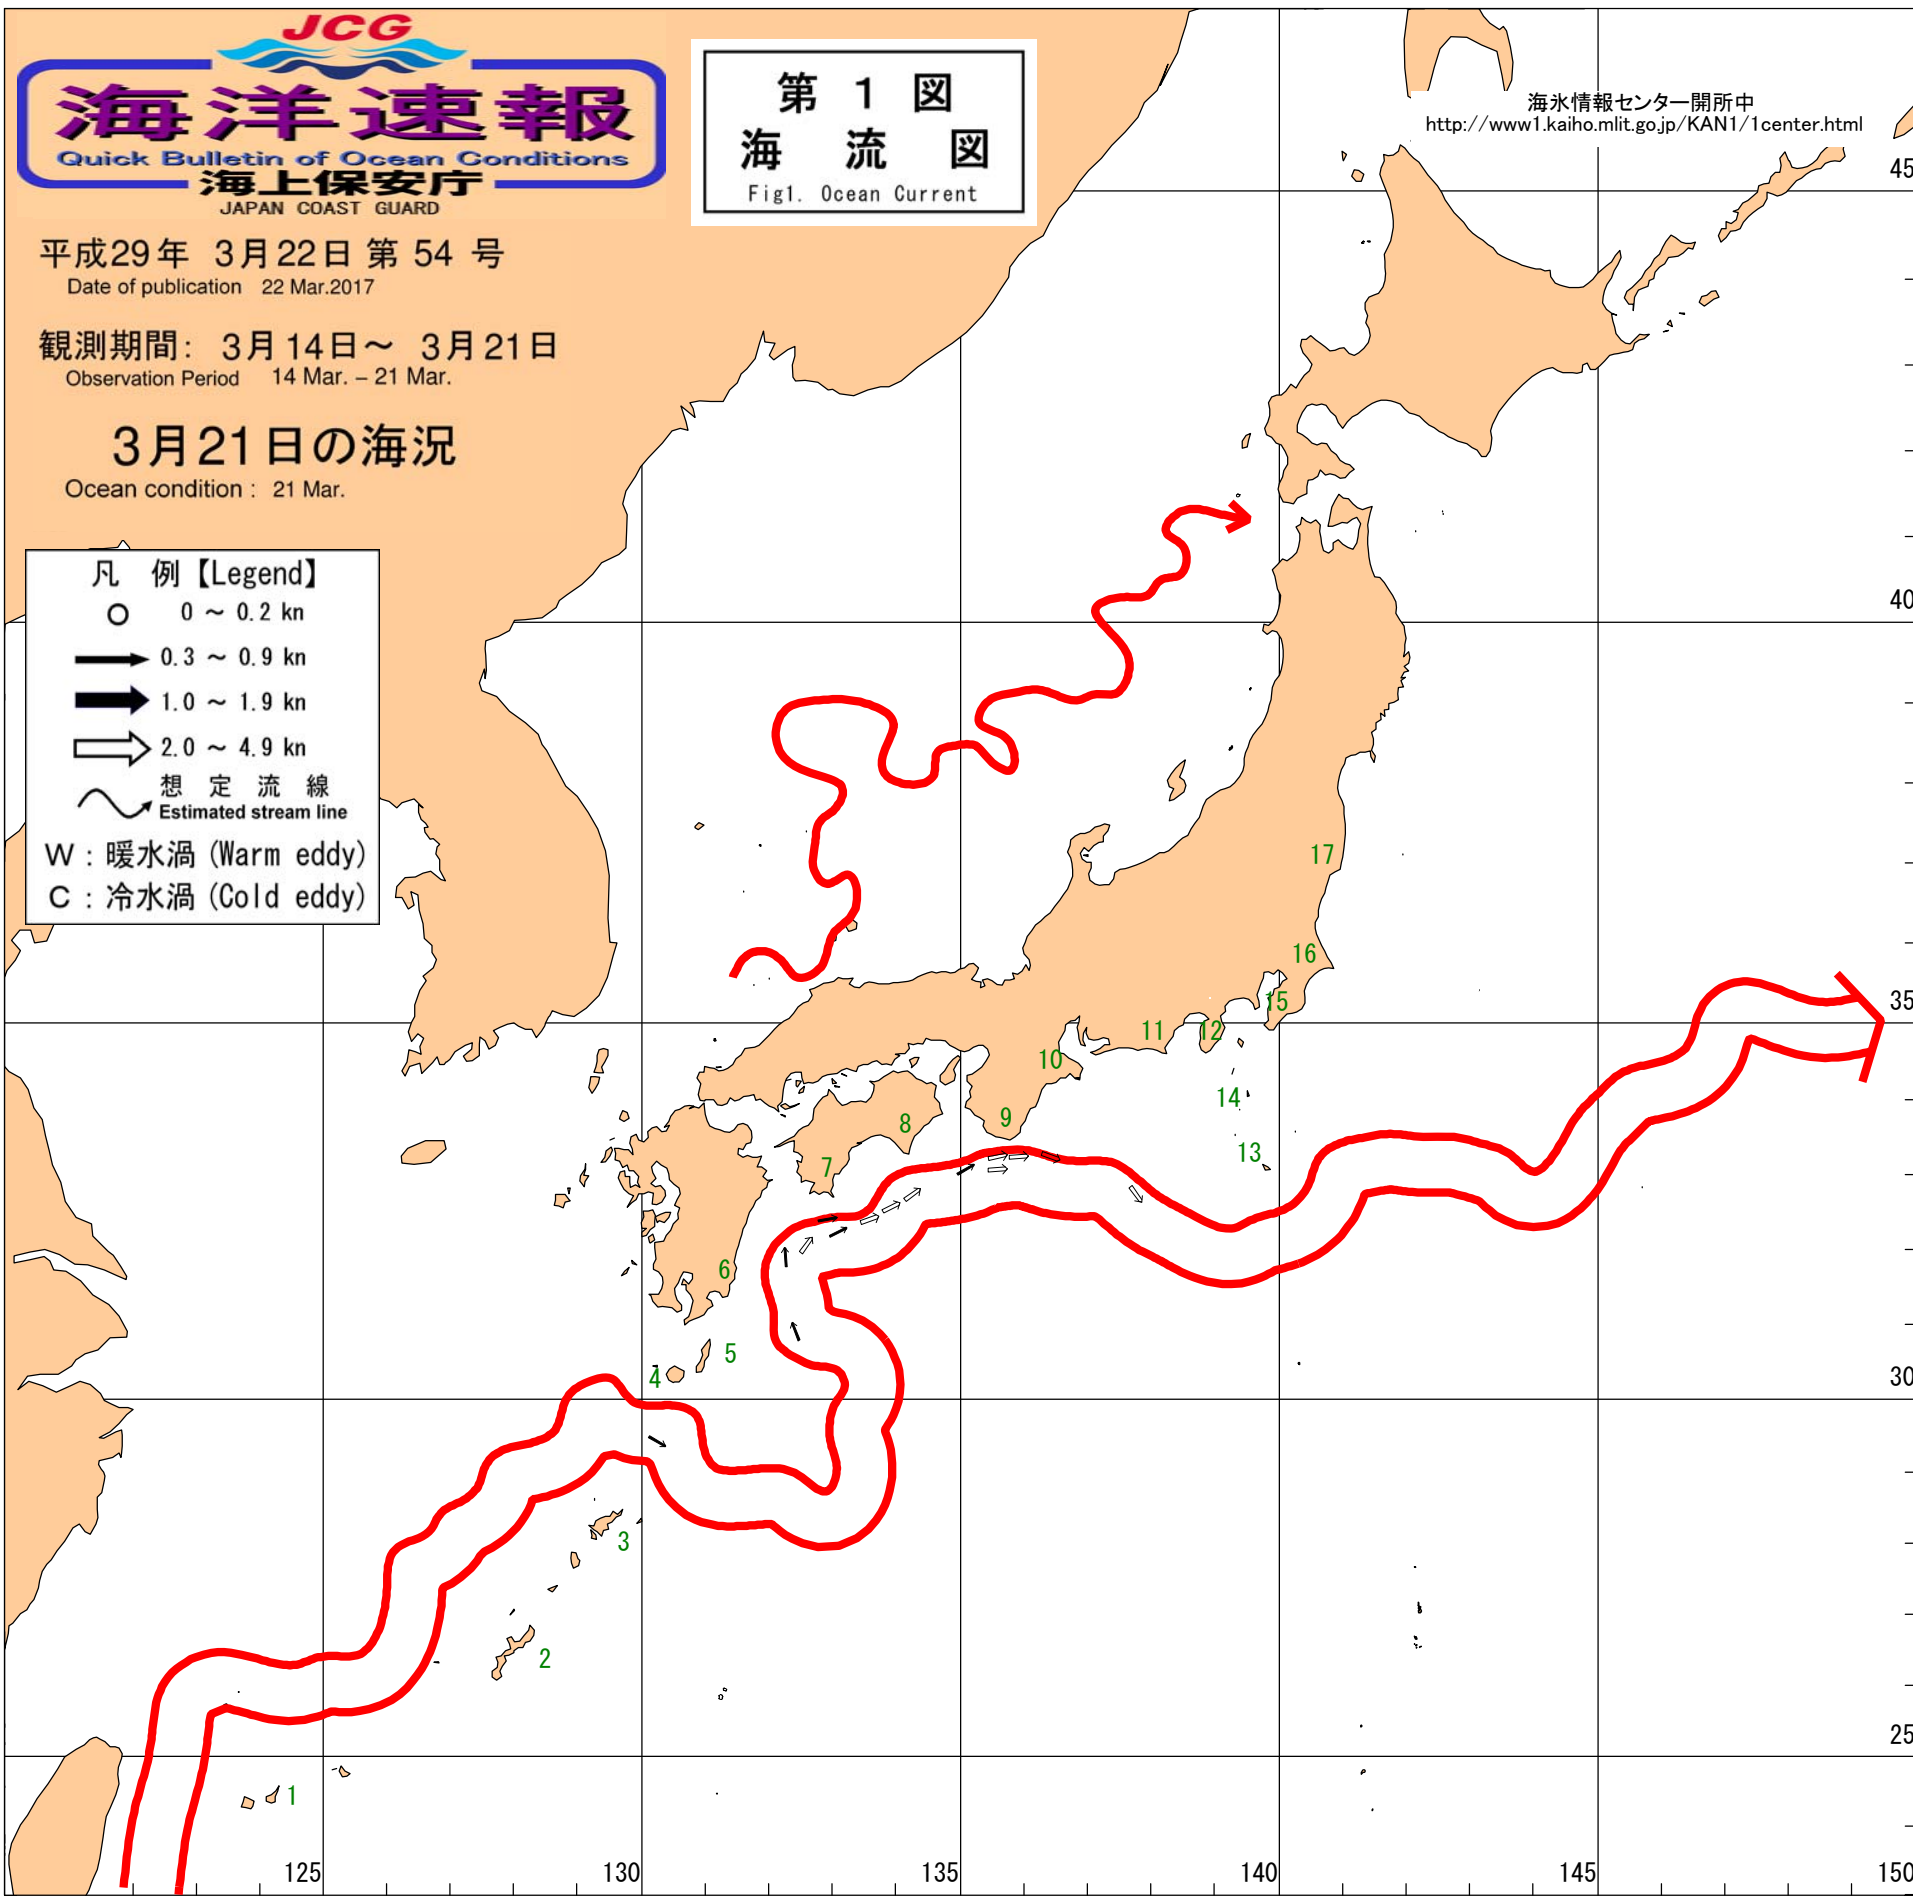 JCG
海洋速報
Quick Bulletin of Ocean Conditions
海上保安庁
JAPAN COAST GUARD
第 1 図
海 流 図
Fig1. Ocean Current
海氷情報センター開所中
http://www1.kaiho.mlit.go.jp/KAN1/1center.html
平成29年 3月22日 第 54 号
Date of publication 22 Mar.2017
観測期間: 3月14日～ 3月21日
Observation Period 14 Mar. – 21 Mar.
3月21日の海況
Ocean condition : 21 Mar.
凡 例【Legend】
0 ～ 0.2 kn
0.3 ～ 0.9 kn
1.0 ～ 1.9 kn
2.0 ～ 4.9 kn
想 定 流 線
Estimated stream line
W : 暖水渦 (Warm eddy)
C : 冷水渦 (Cold eddy)
45
40
35
30
25
17
16
15
12
11
10
14
9
8
13
7
6
5
4
3
2
1
125
130
135
140
145
150